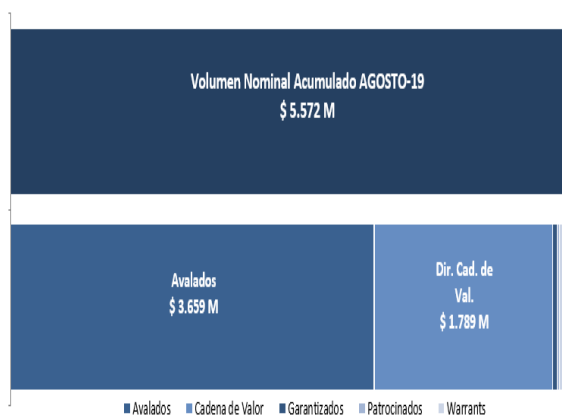 Volumen Nominal Acumulado AGOSTO-19
$ 5.572 M
Avalados
$ 3.659 M
Dir. Cad. de
Val.
$ 1.789 M
Avalados Cadena de Valor Garantizados Patrocinados Warrants